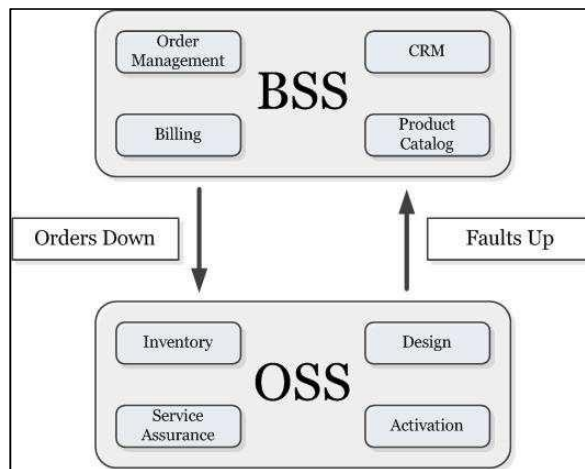 Order
Management
CRM
BSS
Billing
Product
Catalog
Orders Down
Faults Up
Inventory
Design
OSS
Service
Assurance
Activation